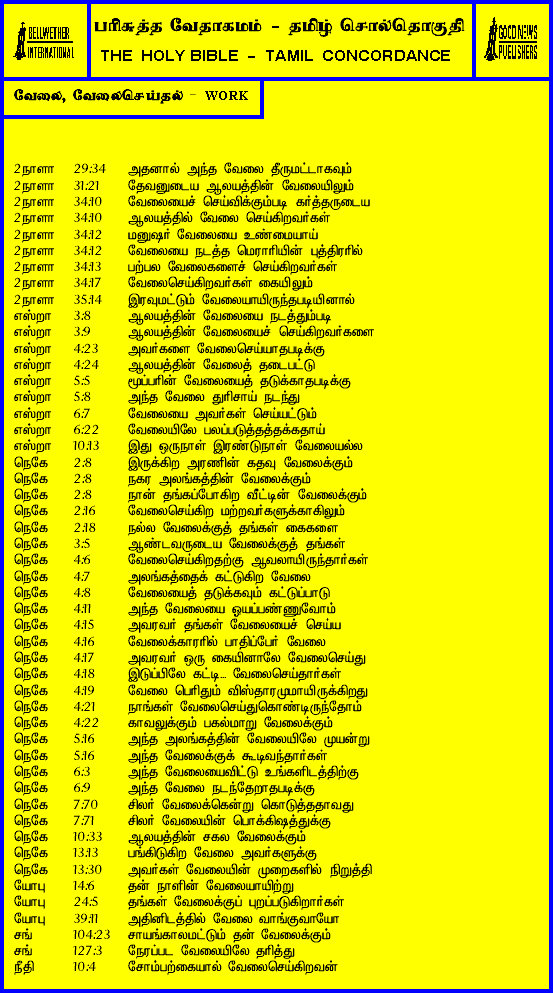 BELLWETHER INTERNATIONAL
பரிசுத்த வேதாகமம் - தமிழ் சொல்தொகுதி
THE HOLY BIBLE - TAMIL CONCORDANCE
GOOD NEWS PUBLISHERS
வேலை, வேலைசெய்தல் - WORK
2நாளா 29:34 அதனால் அந்த வேலை தீருமட்டாகவும்
2நாளா 31:21 தேவனுடைய ஆலயத்தின் வேலையிலும்
2நாளா 34:10 வேலையைச் செய்விக்கும்படி கர்த்தருடைய
2நாளா 34:10 ஆலயத்தில் வேலை செய்கிறவர்கள்
2நாளா 34:12 மனுஷர் வேலையை உண்மையாய்
2நாளா 34:12 வேலையை நடத்த மெராரியின் புத்திரரில்
2நாளா 34:13 பற்பல வேலைகளைச் செய்கிறவர்கள்
2நாளா 34:17 வேலைசெய்கிறவர்கள் கையிலும்
2நாளா 35:14 இரவுமட்டும் வேலையாயிருந்தபடியினால்
எஸ்றா 3:8 ஆலயத்தின் வேலையை நடத்தும்படி
எஸ்றா 3:9 ஆலயத்தின் வேலையைச் செய்கிறவர்களை
எஸ்றா 4:23 அவர்களை வேலைசெய்யாதபடிக்கு
எஸ்றா 4:24 ஆலயத்தின் வேலைத் தடைபட்டு
எஸ்றா 5:5 மூப்பரின் வேலையைத் தடுக்காதபடிக்கு
எஸ்றா 5:8 அந்த வேலை துரிசாய் நடந்து
எஸ்றா 6:7 வேலையை அவர்கள் செய்யட்டும்
எஸ்றா 6:22 வேலையிலே பலப்படுத்தத்தக்கதாய்
எஸ்றா 10:13 இது ஒருநாள் இரண்டுநாள் வேலையல்ல
நெகே 2:8 இருக்கிற அரணின் கதவு வேலைக்கும்
நெகே 2:8 நகர அலங்கத்தின் வேலைக்கும்
நெகே 2:8 நான் தங்கப்போகிற வீட்டின் வேலைக்கும்
நெகே 2:16 வேலைசெய்கிற மற்றவர்களுக்காகிலும்
நெகே 2:18 நல்ல வேலைக்குத் தங்கள் கைகளை
நெகே 3:5 ஆண்டவருடைய வேலைக்குத் தங்கள்
நெகே 4:6 வேலைசெய்கிறதற்கு ஆவலாயிருந்தார்கள்
நெகே 4:7 அலங்கத்தைக் கட்டுகிற வேலை
நெகே 4:8 வேலையைத் தடுக்கவும் கட்டுப்பாடு
நெகே 4:11 அந்த வேலையை ஓயப்பண்ணுவோம்
நெகே 4:15 அவரவர் தங்கள் வேலையைச் செய்ய
நெகே 4:16 வேலைக்காரரில் பாதிப்பேர் வேலை
நெகே 4:17 அவரவர் ஒரு கையினாலே வேலைசெய்து
நெகே 4:18 இடுப்பிலே கட்டி... வேலைசெய்தார்கள்
நெகே 4:19 வேலை பெரிதும் விஸ்தாரமுமாயிருக்கிறது
நெகே 4:21 நாங்கள் வேலைசெய்துகொண்டிருந்தோம்
நெகே 4:22 காவலுக்கும் பகல்மாறு வேலைக்கும்
நெகே 5:16 அந்த அலங்கத்தின் வேலையிலே முயன்று
நெகே 5:16 அந்த வேலைக்குக் கூடிவந்தார்கள்
நெகே 6:3 அந்த வேலையைவிட்டு உங்களிடத்திற்கு
நெகே 6:9 அந்த வேலை நடந்தேறாதபடிக்கு
நெகே 7:70 சிலர் வேலைக்கென்று கொடுத்ததாவது
நெகே 7:71 சிலர் வேலையின் பொக்கிஷத்துக்கு
நெகே 10:33 ஆலயத்தின் சகல வேலைக்கும்
நெகே 13:13 பங்கிடுகிற வேலை அவர்களுக்கு
நெகே 13:30 அவர்கள் வேலையின் முறைகளில் நிறுத்தி
யோபு 14:6 தன் நாளின் வேலையாயிற்று
யோபு 24:5 தங்கள் வேலைக்குப் புறப்படுகிறார்கள்
யோபு 39:11 அதினிடத்தில் வேலை வாங்குவாயோ
சங் 104:23 சாயங்காலமட்டும் தன் வேலைக்கும்
சங் 127:3 நேரப்பட வேலையிலே தரித்து
நீதி 10:4 சோம்பற்கையால் வேலைசெய்கிறவன்